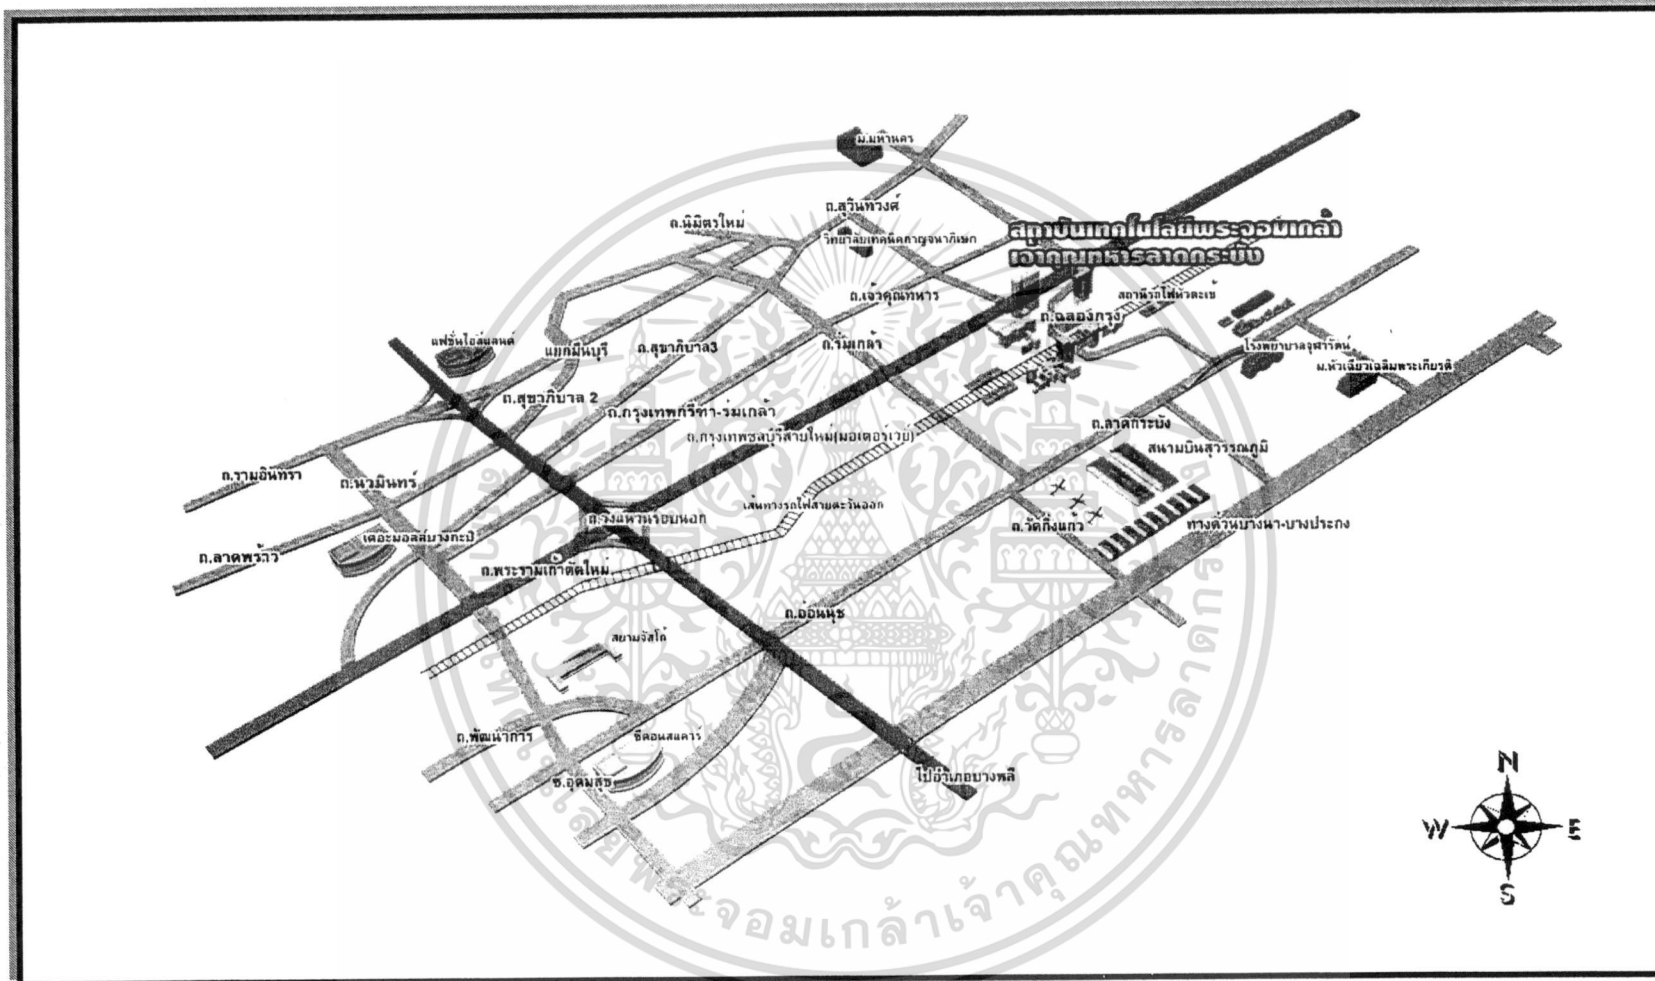 ม.มหานคร
ถ.สุวินทวงศ์
ถ.นิมิตรใหม่
สถาบันเทคโนโลยีพระจอมเกล้า
เจ้าคุณทหารลาดกระบัง
วิทยาลัยเทคนิคกาญจนาภิเษก
ถ.เจ้าคุณทหาร
สถานีรถไฟหัวตะเข้
ถ.ฉลองกรุง
แฟชั่นไอส์แลนด์
แยกมีนบุรี
ถ.สุขาภิบาล3
ถ.ร่มเกล้า
โรงพยาบาลจุฬารัตน์
ม.หัวเฉียวเฉลิมพระเกียรติ
ถ.สุขาภิบาล 2
ถ.กรุงเทพกรีฑา-ร่มเกล้า
ถ.กรุงเทพชลบุรีสายใหม่(มอเตอร์เวย์)
ถ.ลาดกระบัง
สนามบินสุวรรณภูมิ
ถ.รามอินทรา
ถ.นวมินทร์
เส้นทางรถไฟสายตะวันออก
ถ.วงแหวนรอบนอก
ถ.วัดกิ่งแก้ว
ทางด่วนบางนา-บางปะกง
เดอะมอลล์บางกะปิ
ถ.ลาดพร้าว
ถ.พระรามเก้าตัดใหม่
ถ.อ่อนนุช
สยามจัสโก้
ถ.พัฒนาการ
ซีคอนสแควร์
ซ.อุดมสุข
ไปอำเภอบางพลี
N
W E
S
พระจอมเกล้าเจ้าคุณทหารลาดกระบัง